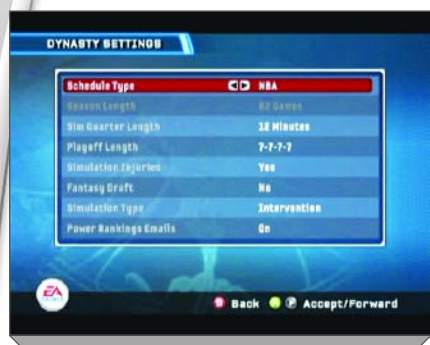 DYNASTY SETTINGS
Schedule Type NBA
Season Length 82 Games
Sim Quarter Length 12 Minutes
Playoff Length 7-7-7-7
Simulation Injuries Yes
Fantasy Draft No
Simulation Type Intervention
Power Rankings Emails On
EA
Back Accept/Forward